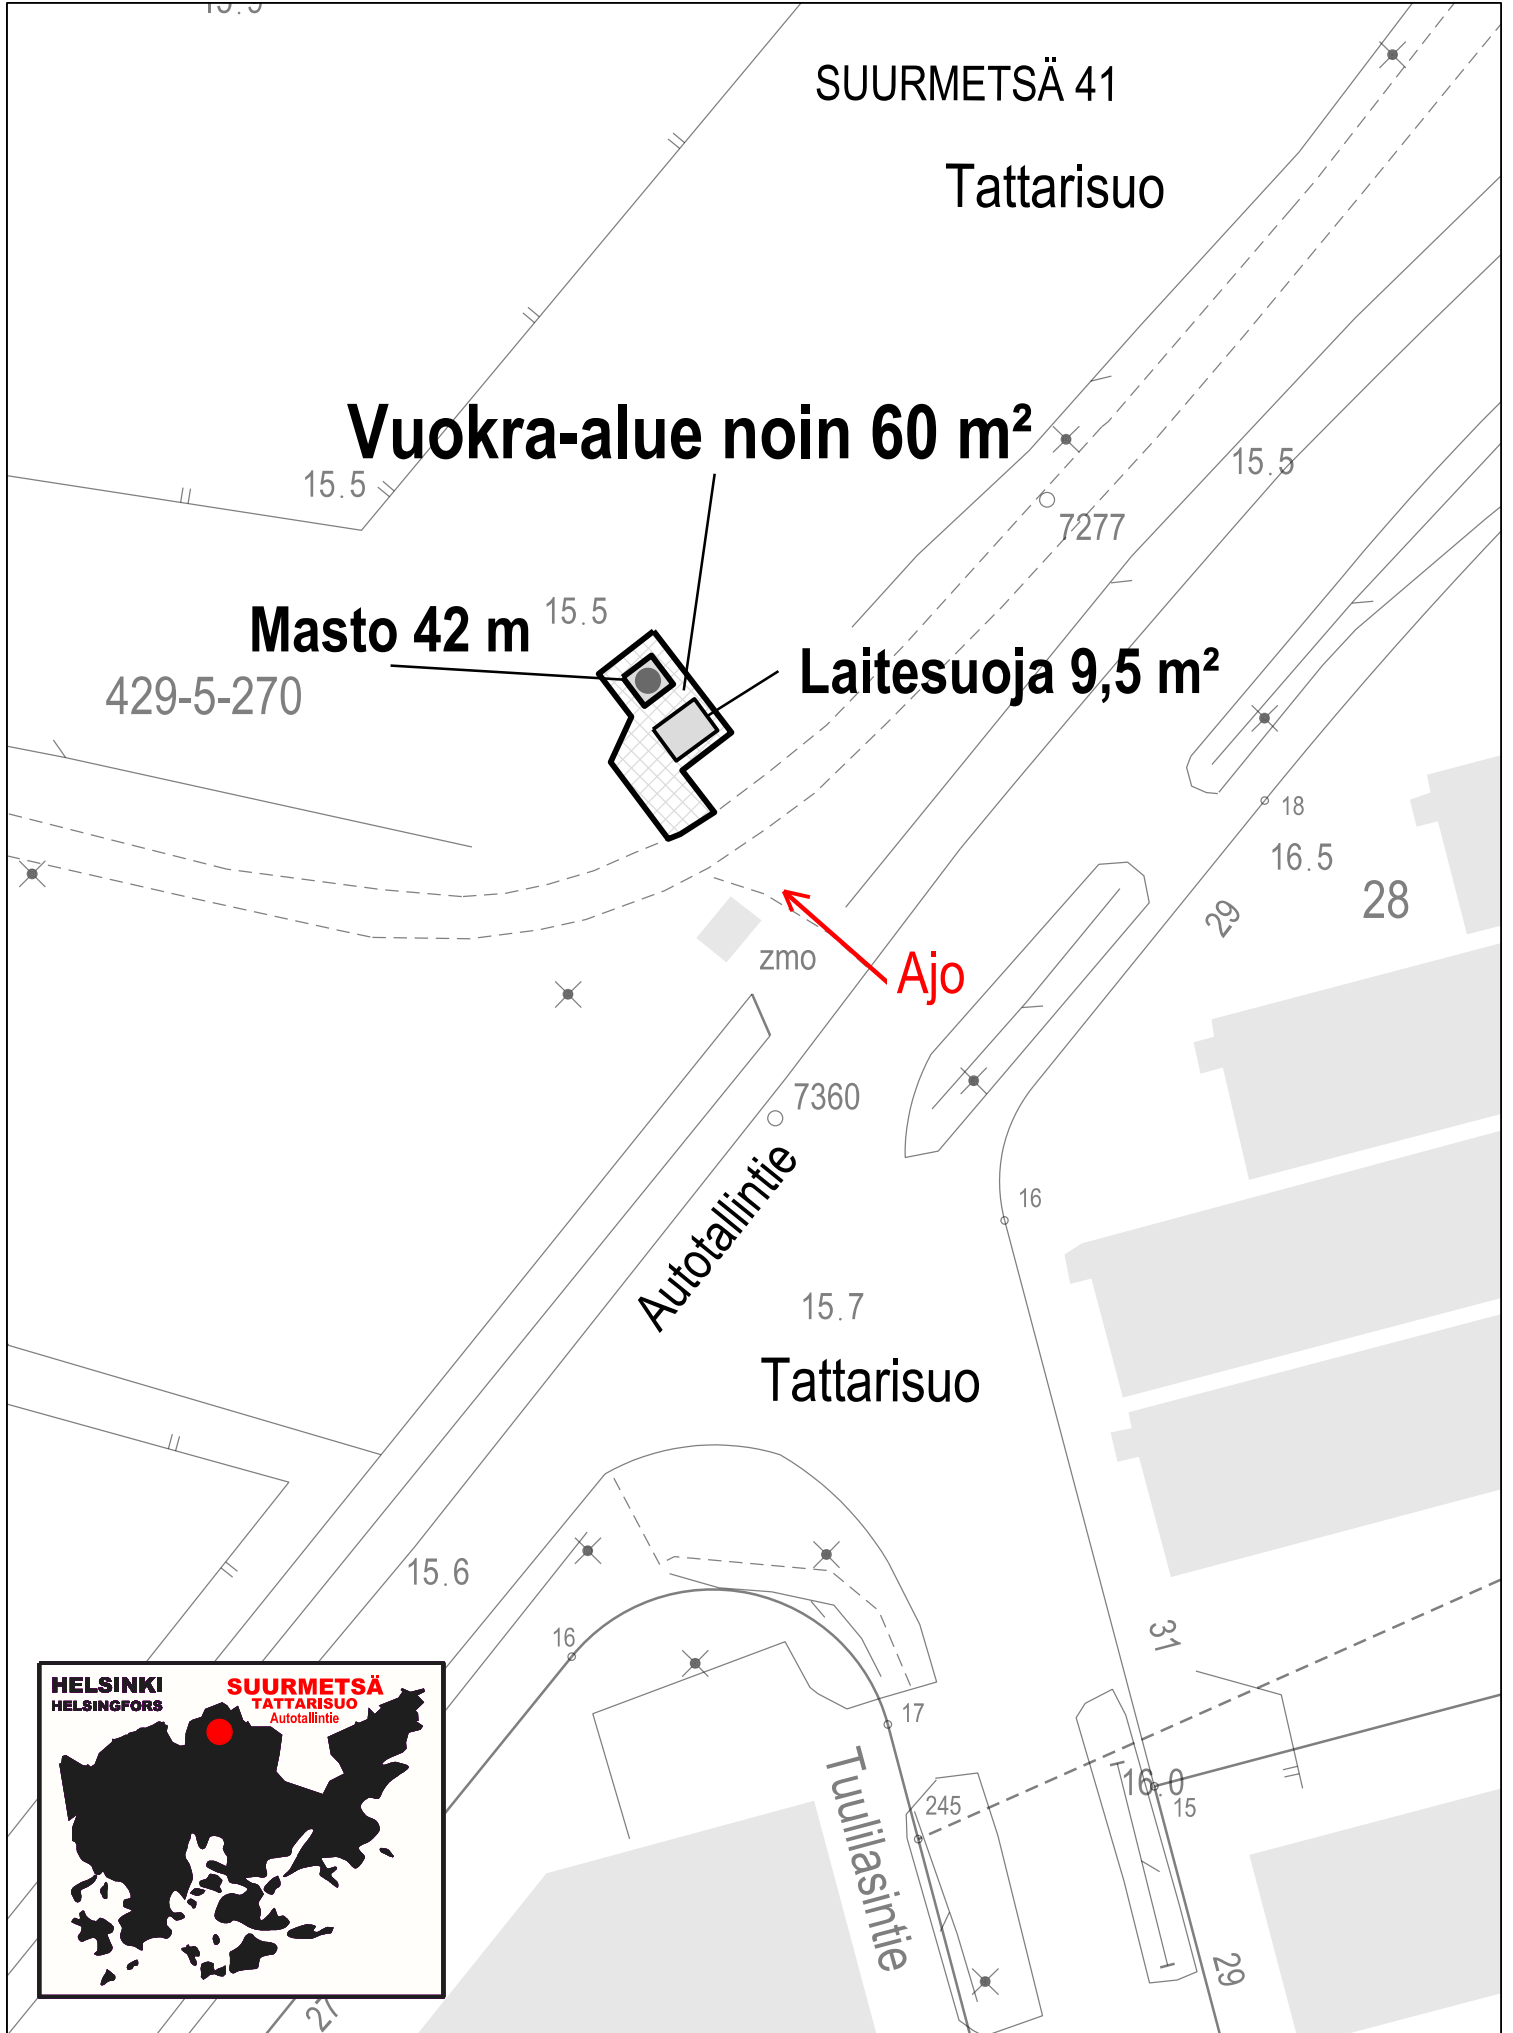 SUURMETSÄ 41
Tattarisuo
Vuokra-alue noin 60 m²
15.5
15.5
7277
Masto 42 m
15.5
Laitesuoja 9,5 m²
429-5-270
18
16.5
28
29
zmo
Ajo
7360
Autotallintie
16
15.7
Tattarisuo
15.6
16
31
17
Tuulilasintie
245
16.0
15
29
27
HELSINKI
HELSINGFORS
SUURMETSÄ
TATTARISUO
Autotallintie